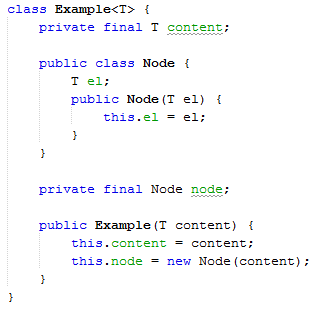 class Example<T> {
    private final T content;

    public class Node {
        T el;
        public Node(T el) {
            this.el = el;
        }
    }

    private final Node node;

    public Example(T content) {
        this.content = content;
        this.node = new Node(content);
    }
}